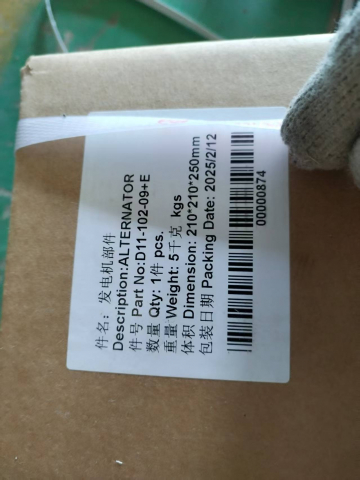 件名：发电机部件
Description:ALTERNATOR
件号 Part No:D11-102-09+E
数量 Qty: 1件 pcs.
重量 Weight: 5千克 kgs
体积 Dimension: 210*210*250mm
包装日期 Packing Date: 2025/2/12
00000874